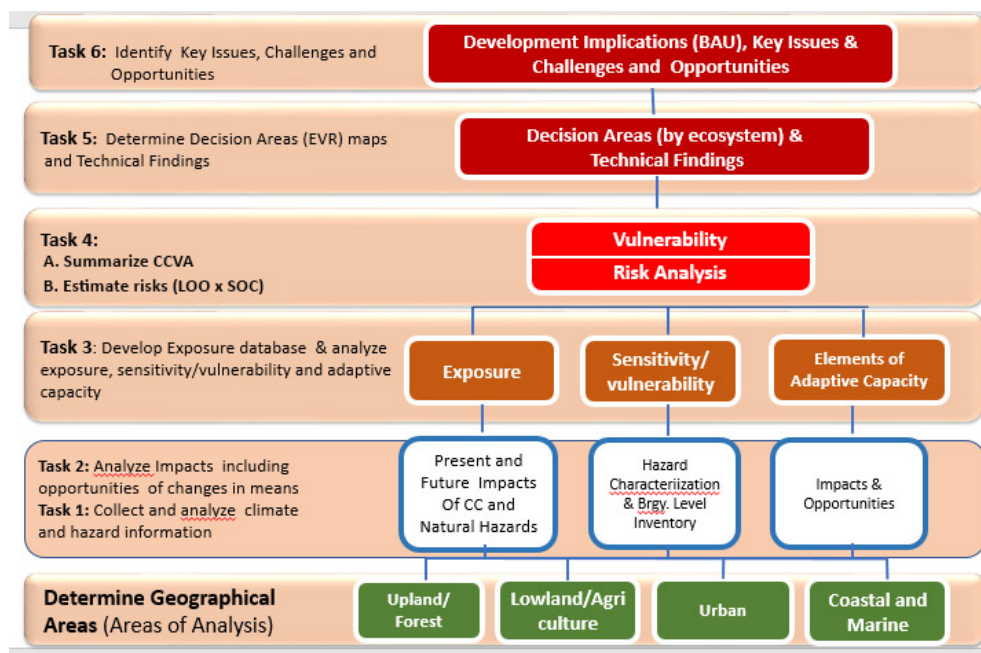 Task 6: Identify Key Issues, Challenges and
Opportunities
Development Implications (BAU), Key Issues &
Challenges and Opportunities
Task 5: Determine Decision Areas (EVR) maps
and Technical Findings
Decision Areas (by ecosystem) &
Technical Findings
Task 4:
A. Summarize CCVA
B. Estimate risks (LOO x SOC)
Vulnerability
Risk Analysis
Task 3: Develop Exposure database & analyze
exposure, sensitivity/vulnerability and adaptive
capacity
Exposure
Sensitivity/
vulnerability
Elements of
Adaptive Capacity
Task 2: Analyze Impacts including
opportunities of changes in means
Task 1: Collect and analyze climate
and hazard information
Present and
Future Impacts
Of CC and
Natural Hazards
Hazard
Characteriization
& Brgy. Level
Inventory
Impacts &
Opportunities
Determine Geographical
Areas (Areas of Analysis)
Upland/
Forest
Lowland/Agri
culture
Urban
Coastal and
Marine